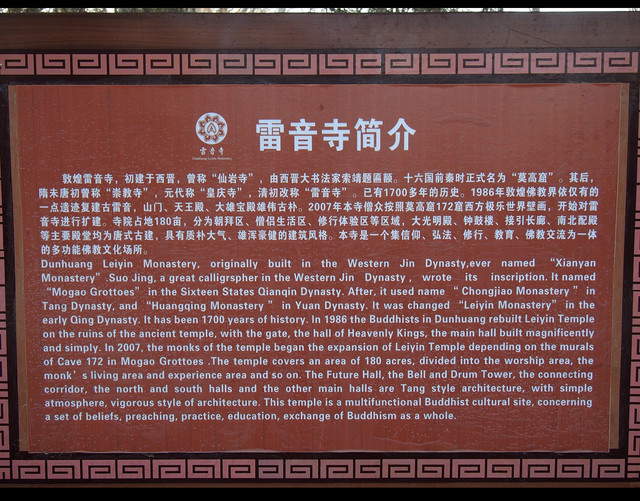 雷音寺
Dunhuang Leiyin Monastery
雷音寺简介
敦煌雷音寺，初建于西晋，曾称“仙岩寺”，由西晋大书法家索靖题匾额。十六国前秦时正式名为“莫高窟”。其后，
隋末唐初曾称“崇教寺”，元代称“皇庆寺”，清初改称“雷音寺”。已有1700多年的历史。1986年敦煌佛教界依仅有的
一点遗迹复建古雷音，山门、天王殿、大雄宝殿雄伟古朴。2007年本寺僧众按照莫高窟172窟西方极乐世界壁画，开始对雷
音寺进行扩建。寺院占地180亩，分为朝拜区、僧侣生活区、修行体验区等区域，大光明殿、钟鼓楼、接引长廊、南北配殿
等主要殿堂均为唐式古建，具有质朴大气、雄浑豪健的建筑风格。本寺是一个集信仰、弘法、修行、教育、佛教交流为一体
的多功能佛教文化场所。
Dunhuang Leiyin Monastery, originally built in the Western Jin Dynasty,ever named “Xianyan
Monastery” .Suo Jing, a great calligrspher in the Western Jin Dynasty， wrote its inscription. It named
“Mogao Grottoes” in the Sixteen States Qianqin Dynasty. After, it used name “ Chongjiao Monastery ” in
Tang Dynasty, and “Huangqing Monastery ” in Yuan Dynasty. It was changed “Leiyin Monastery” in the
early Qing Dynasty. It has been 1700 years of history. In 1986 the Buddhists in Dunhuang rebuilt Leiyin Temple
on the ruins of the ancient temple, with the gate, the hall of Heavenly Kings, the main hall built magnificently
and simply. In 2007, the monks of the temple began the expansion of Leiyin Temple depending on the murals
of Cave 172 in Mogao Grottoes .The temple covers an area of 180 acres, divided into the worship area, the
monk’s living area and experience area and so on. The Future Hall, the Bell and Drum Tower, the connecting
corridor, the north and south halls and the other main halls are Tang style architecture, with simple
atmosphere, vigorous style of architecture. This temple is a multifunctional Buddhist cultural site, concerning
a set of beliefs, preaching, practice, education, exchange of Buddhism as a whole.